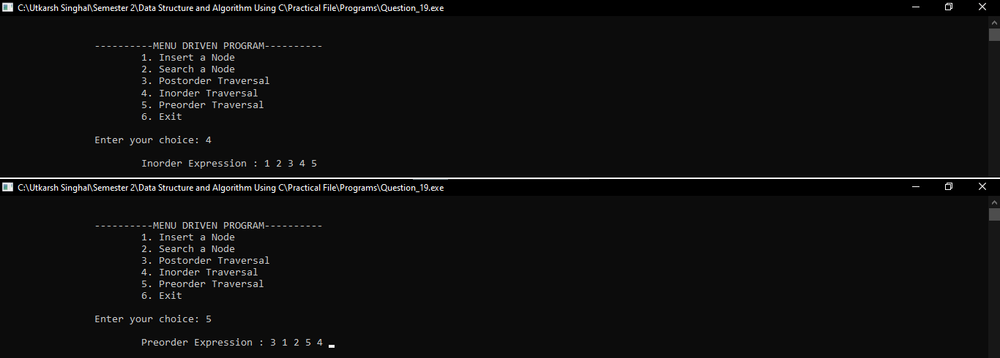 C:\Utkarsh Singhal\Semester 2\Data Structure and Algorithm Using C\Practical File\Programs\Question_19.exe
----------MENU DRIVEN PROGRAM----------
1. Insert a Node
2. Search a Node
3. Postorder Traversal
4. Inorder Traversal
5. Preorder Traversal
6. Exit
Enter your choice: 4
Inorder Expression : 1 2 3 4 5
C:\Utkarsh Singhal\Semester 2\Data Structure and Algorithm Using C\Practical File\Programs\Question_19.exe
----------MENU DRIVEN PROGRAM----------
1. Insert a Node
2. Search a Node
3. Postorder Traversal
4. Inorder Traversal
5. Preorder Traversal
6. Exit
Enter your choice: 5
Preorder Expression : 3 1 2 5 4